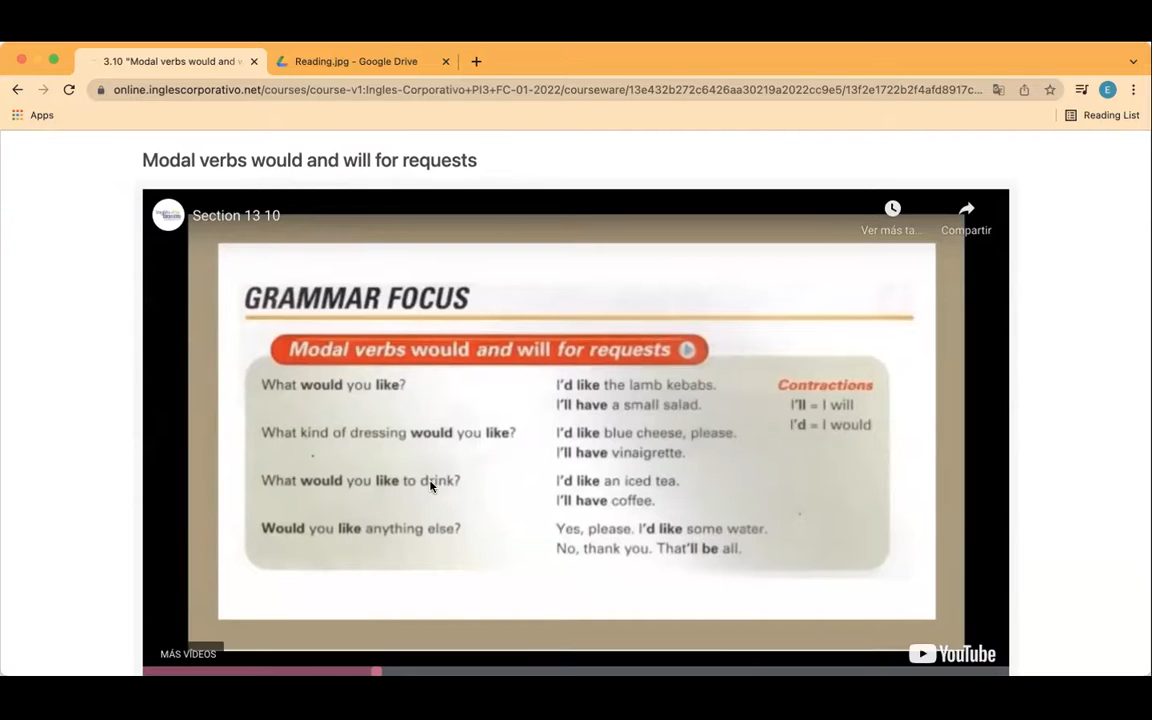 3.10 "Modal verbs would and w
Reading.jpg - Google Drive
online.inglescorporativo.net/courses/course-v1:Ingles-Corporativo+PI3+FC-01-2022/courseware/13e432b272c6426aa30219a2022cc9e5/13f2e1722b2f4afd8917c...
E
Apps
Reading List
Modal verbs would and will for requests
Section 13 10
Ver más ta...
Compartir
GRAMMAR FOCUS
Modal verbs would and will for requests
What would you like?
I'd like the lamb kebabs.
Contractions
I'll have a small salad.
I'll = I will
I'd = I would
What kind of dressing would you like?
I'd like blue cheese, please.
I'll have vinaigrette.
What would you like to drink?
I'd like an iced tea.
I'll have coffee.
Would you like anything else?
Yes, please. I'd like some water.
No, thank you. That'll be all.
MÁS VÍDEOS
YouTube